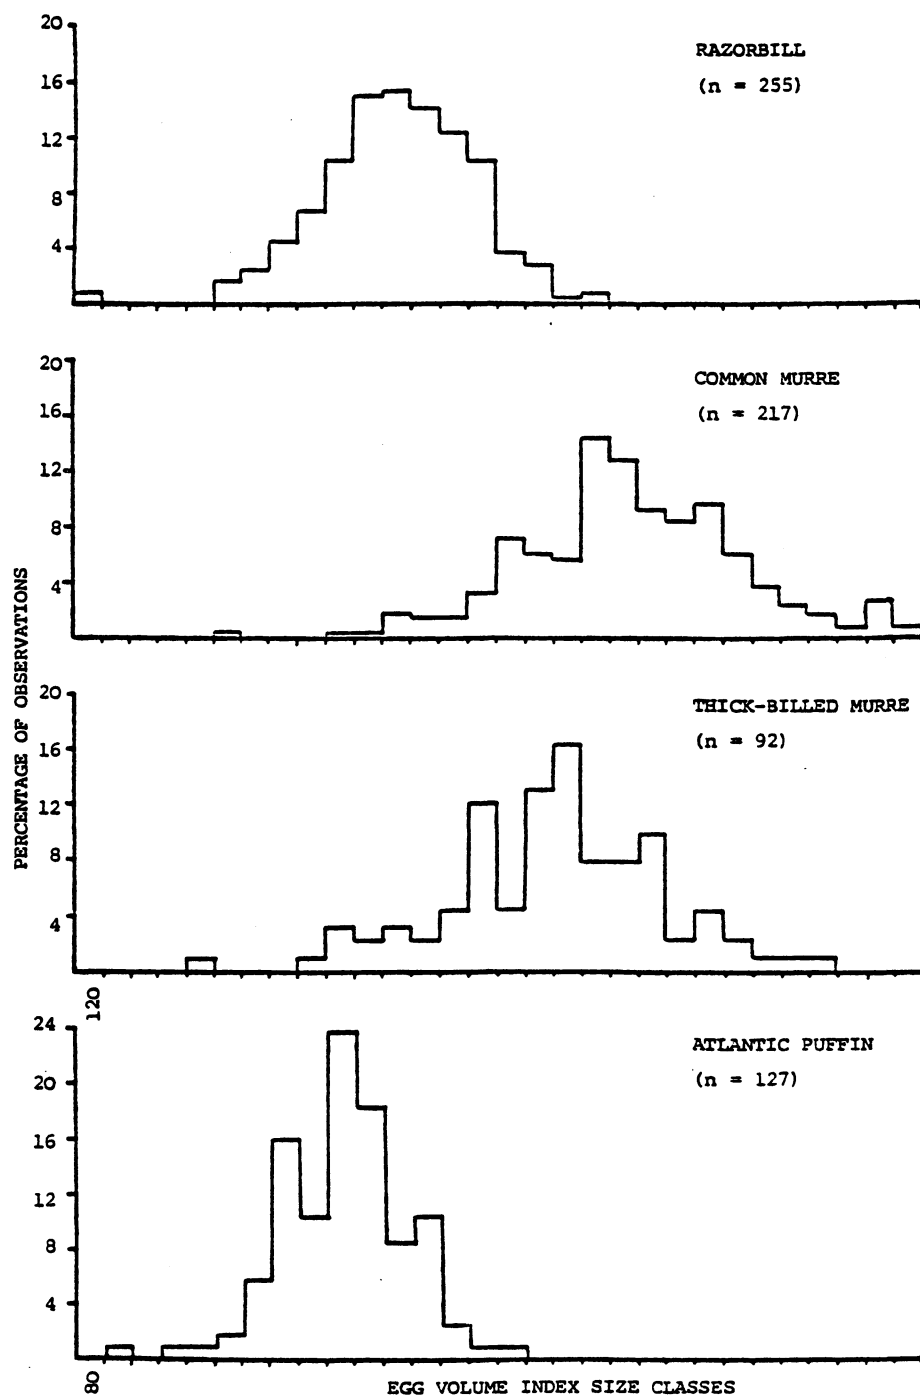 20
16
12
8
4
RAZORBILL
(n = 255)
20
16
12
8
4
COMMON MURRE
(n = 217)
PERCENTAGE OF OBSERVATIONS
20
16
12
8
4
THICK-BILLED MURRE
(n = 92)
120
24
20
16
12
8
4
ATLANTIC PUFFIN
(n = 127)
80
EGG VOLUME INDEX SIZE CLASSES